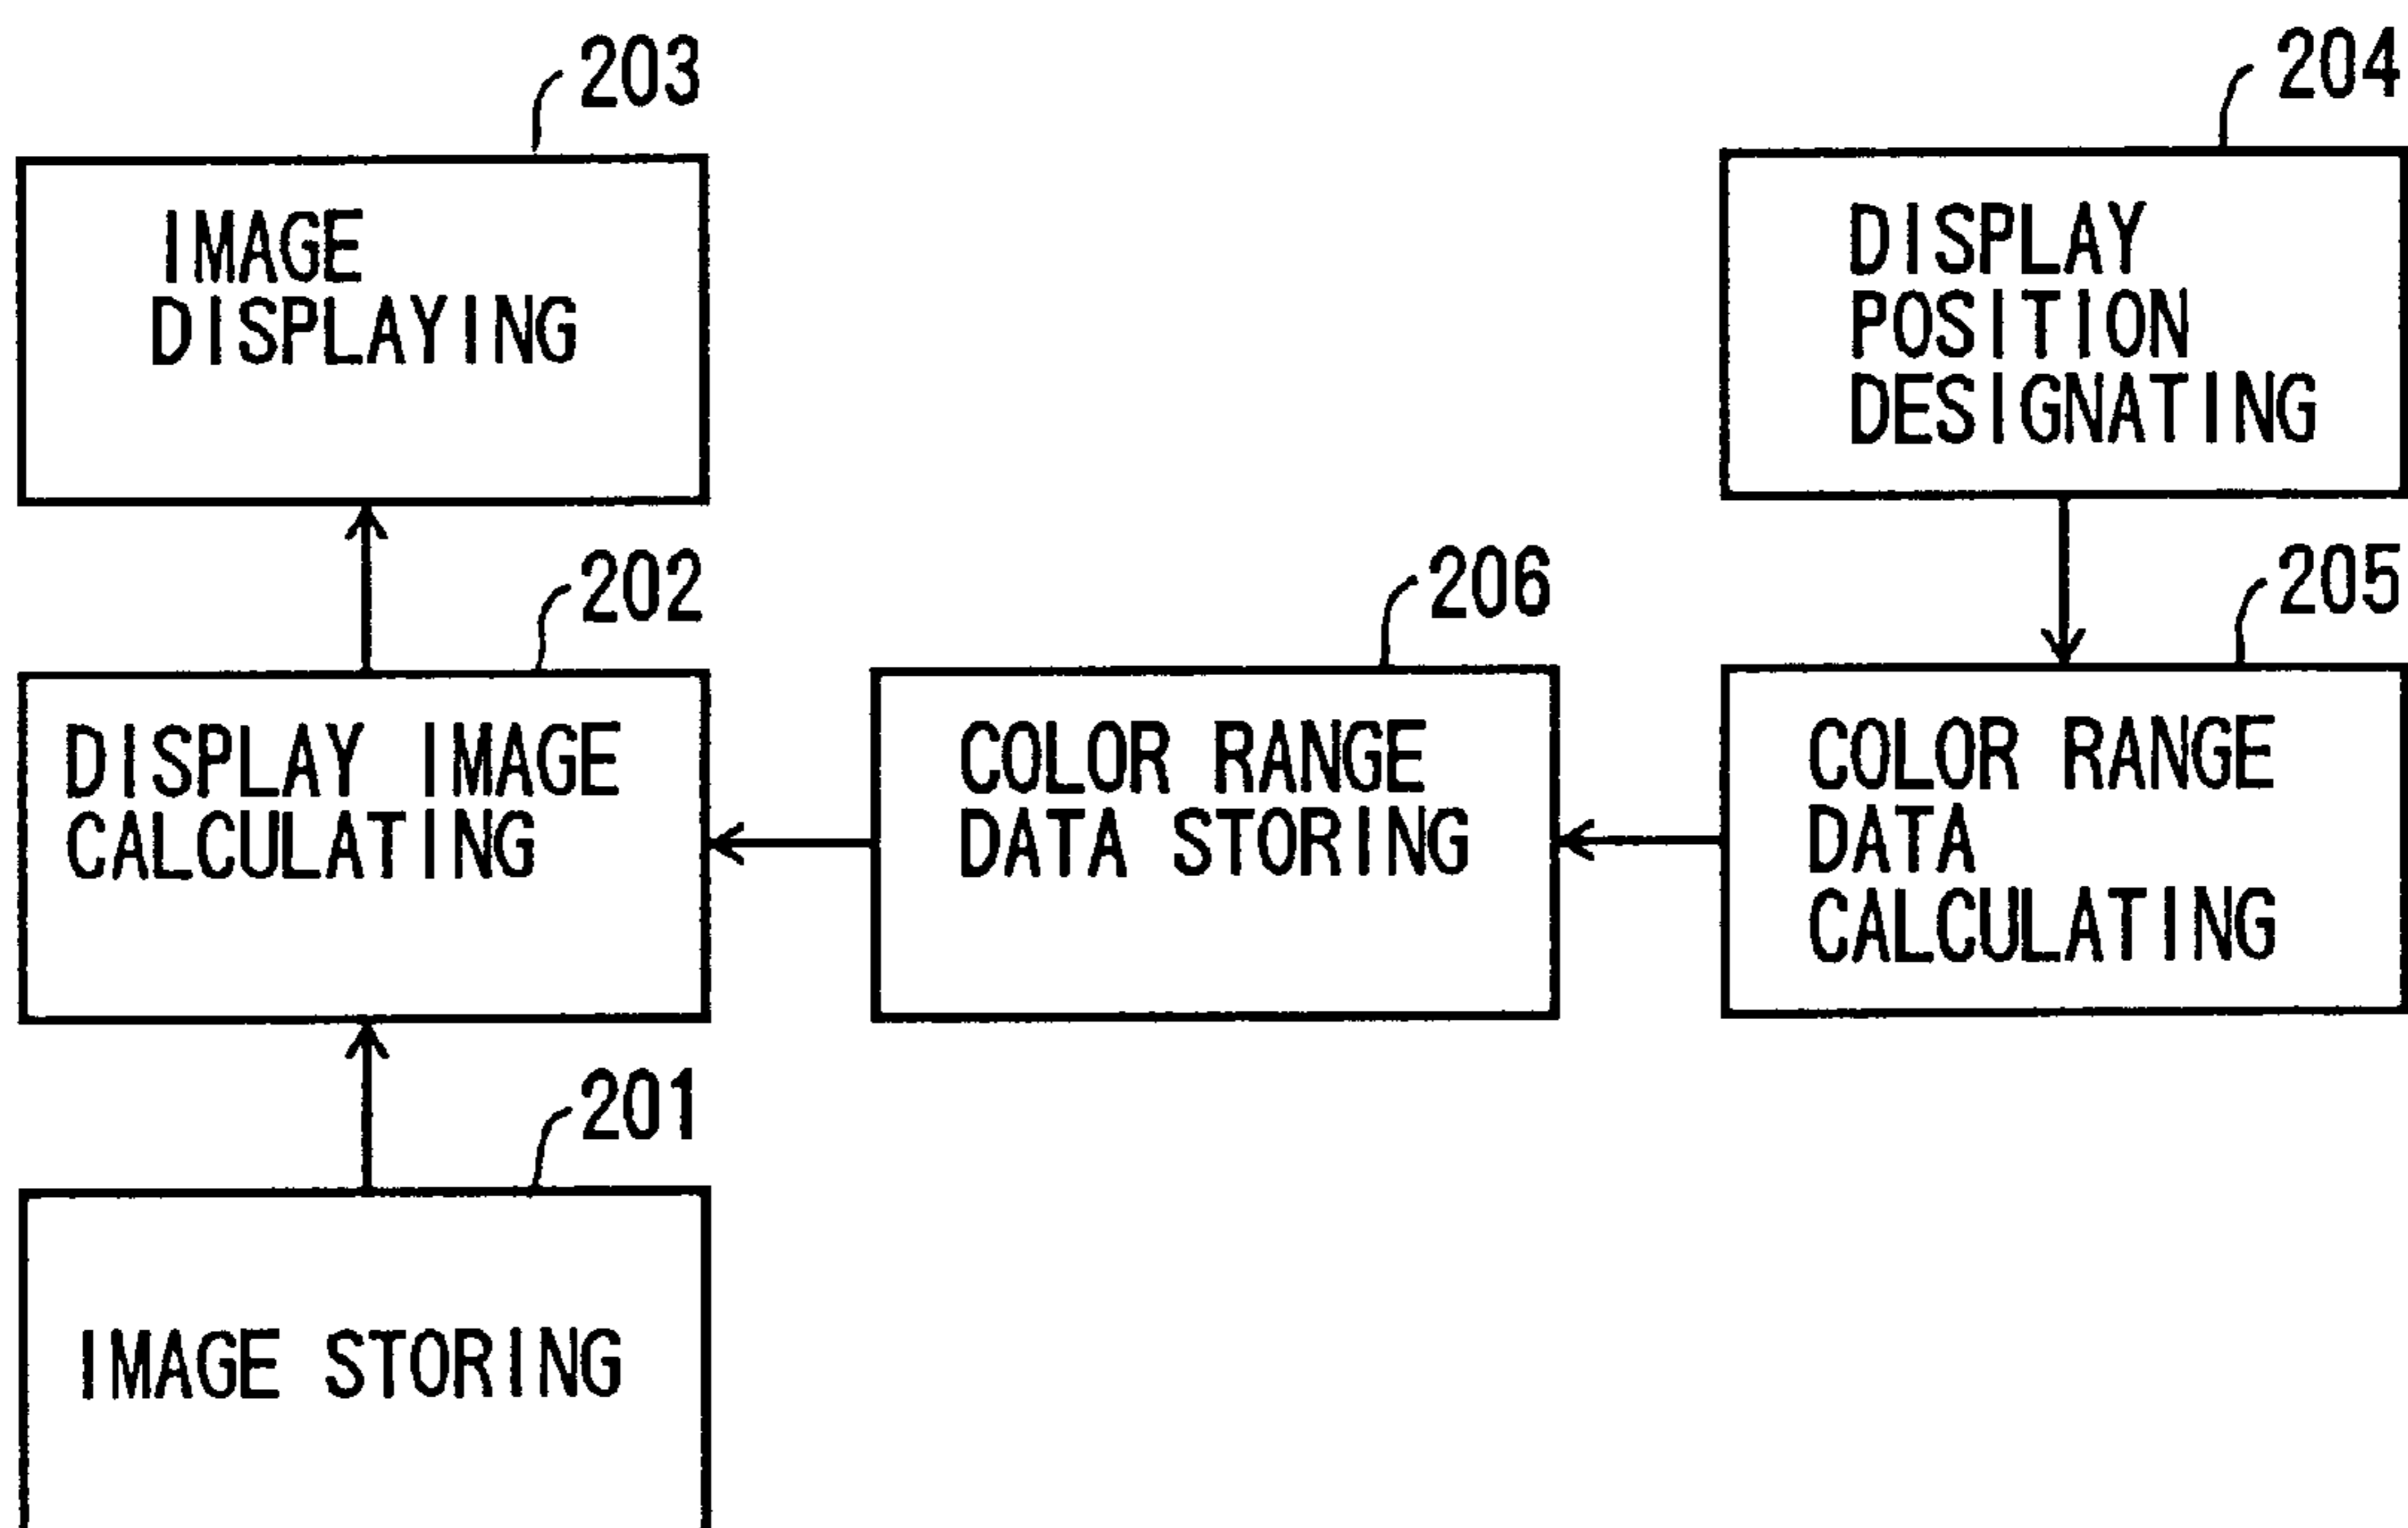 203
IMAGE
DISPLAYING
204
DISPLAY
POSITION
DESIGNATING
202
DISPLAY IMAGE
CALCULATING
206
COLOR RANGE
DATA STORING
205
COLOR RANGE
DATA
CALCULATING
201
IMAGE STORING